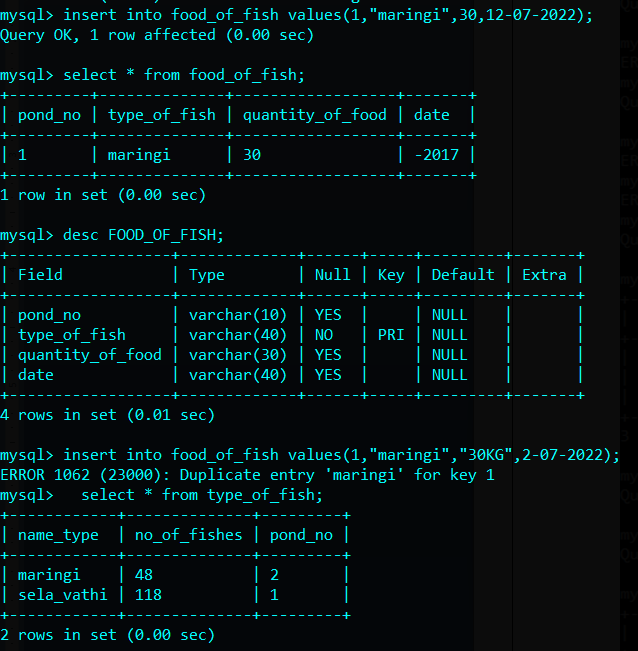 mysql> insert into food_of_fish values(1,"maringi",30,12-07-2022);
Query OK, 1 row affected (0.00 sec)
mysql> select * from food_of_fish;
+---------+--------------+------------------+-------+
| pond_no | type_of_fish | quantity_of_food | date  |
+---------+--------------+------------------+-------+
| 1       | maringi      | 30               | -2017 |
+---------+--------------+------------------+-------+
1 row in set (0.00 sec)
mysql> desc FOOD_OF_FISH;
+------------------+-------------+------+-----+---------+-------+
| Field            | Type        | Null | Key | Default | Extra |
+------------------+-------------+------+-----+---------+-------+
| pond_no          | varchar(10) | YES  |     | NULL    |       |
| type_of_fish     | varchar(40) | NO   | PRI | NULL    |       |
| quantity_of_food | varchar(30) | YES  |     | NULL    |       |
| date             | varchar(40) | YES  |     | NULL    |       |
+------------------+-------------+------+-----+---------+-------+
4 rows in set (0.01 sec)
mysql> insert into food_of_fish values(1,"maringi","30KG",2-07-2022);
ERROR 1062 (23000): Duplicate entry 'maringi' for key 1
mysql>   select * from type_of_fish;
+------------+--------------+---------+
| name_type  | no_of_fishes | pond_no |
+------------+--------------+---------+
| maringi    | 48           | 2       |
| sela_vathi | 118          | 1       |
+------------+--------------+---------+
2 rows in set (0.00 sec)